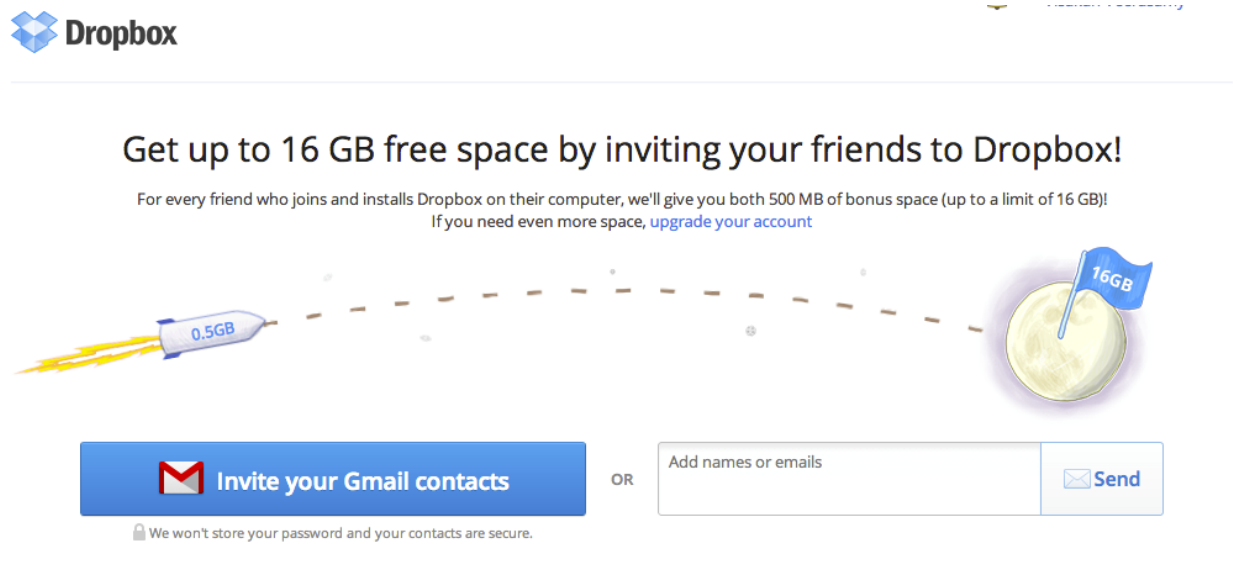 Dropbox
Get up to 16 GB free space by inviting your friends to Dropbox!
For every friend who joins and installs Dropbox on their computer, we'll give you both 500 MB of bonus space (up to a limit of 16 GB)!
If you need even more space, upgrade your account
16GB
0.5GB
Invite your Gmail contacts
OR
Add names or emails
Send
We won't store your password and your contacts are secure.